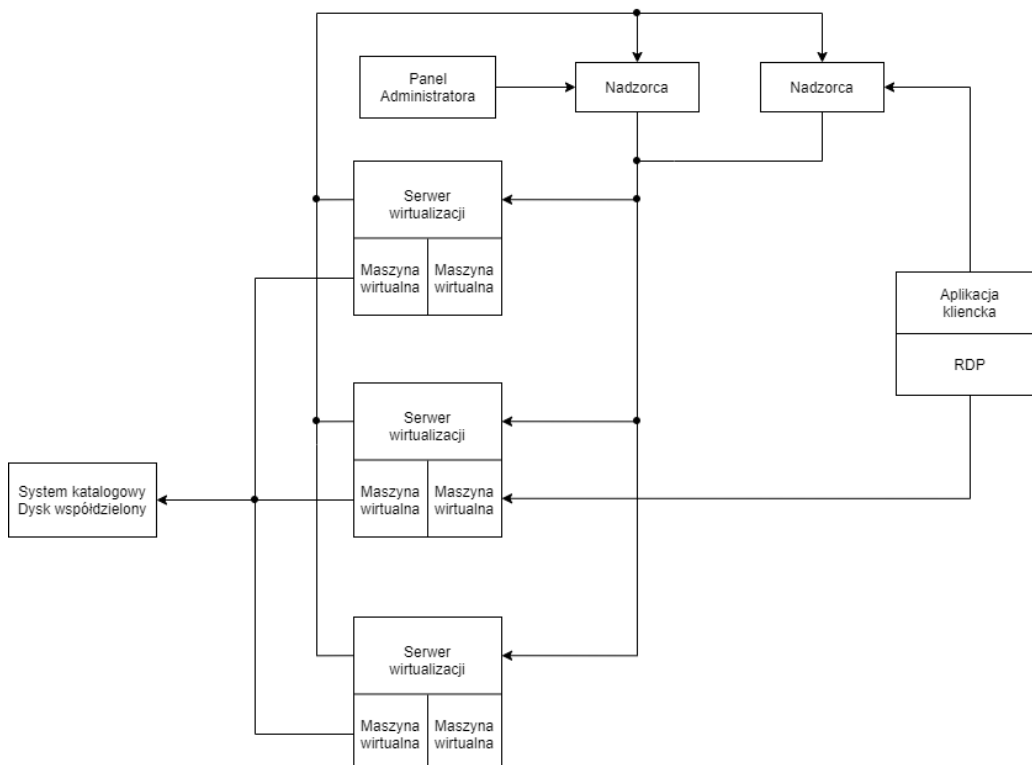 Panel
Administratora
Nadzorca
Nadzorca
Serwer
wirtualizacji
Maszyna
wirtualna
Maszyna
wirtualna
Aplikacja
kliencka
RDP
Serwer
wirtualizacji
Maszyna
wirtualna
Maszyna
wirtualna
System katalogowy
Dysk współdzielony
Serwer
wirtualizacji
Maszyna
wirtualna
Maszyna
wirtualna